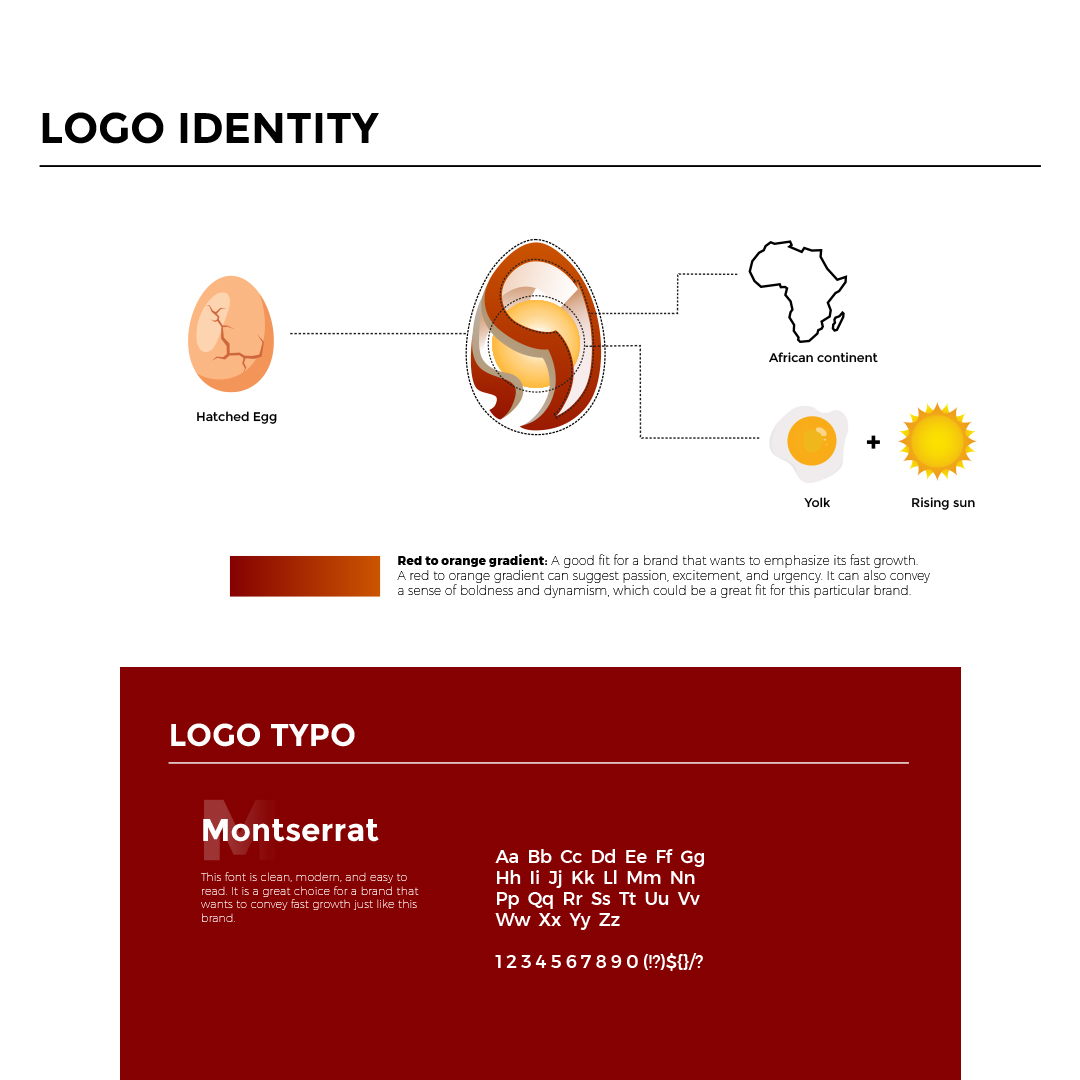 LOGO IDENTITY
Hatched Egg
African continent
+
Yolk
Rising sun
Red to orange gradient: A good fit for a brand that wants to emphasize its fast growth.
A red to orange gradient can suggest passion, excitement, and urgency. It can also convey
a sense of boldness and dynamism, which could be a great fit for this particular brand.
LOGO TYPO
M
Montserrat
This font is clean, modern, and easy to
read. It is a great choice for a brand that
wants to convey fast growth just like this
brand.
Aa Bb Cc Dd Ee Ff Gg
Hh Ii Jj Kk Ll Mm Nn
Pp Qq Rr Ss Tt Uu Vv
Ww Xx Yy Zz
1 2 3 4 5 6 7 8 9 0 (!?)${}/?